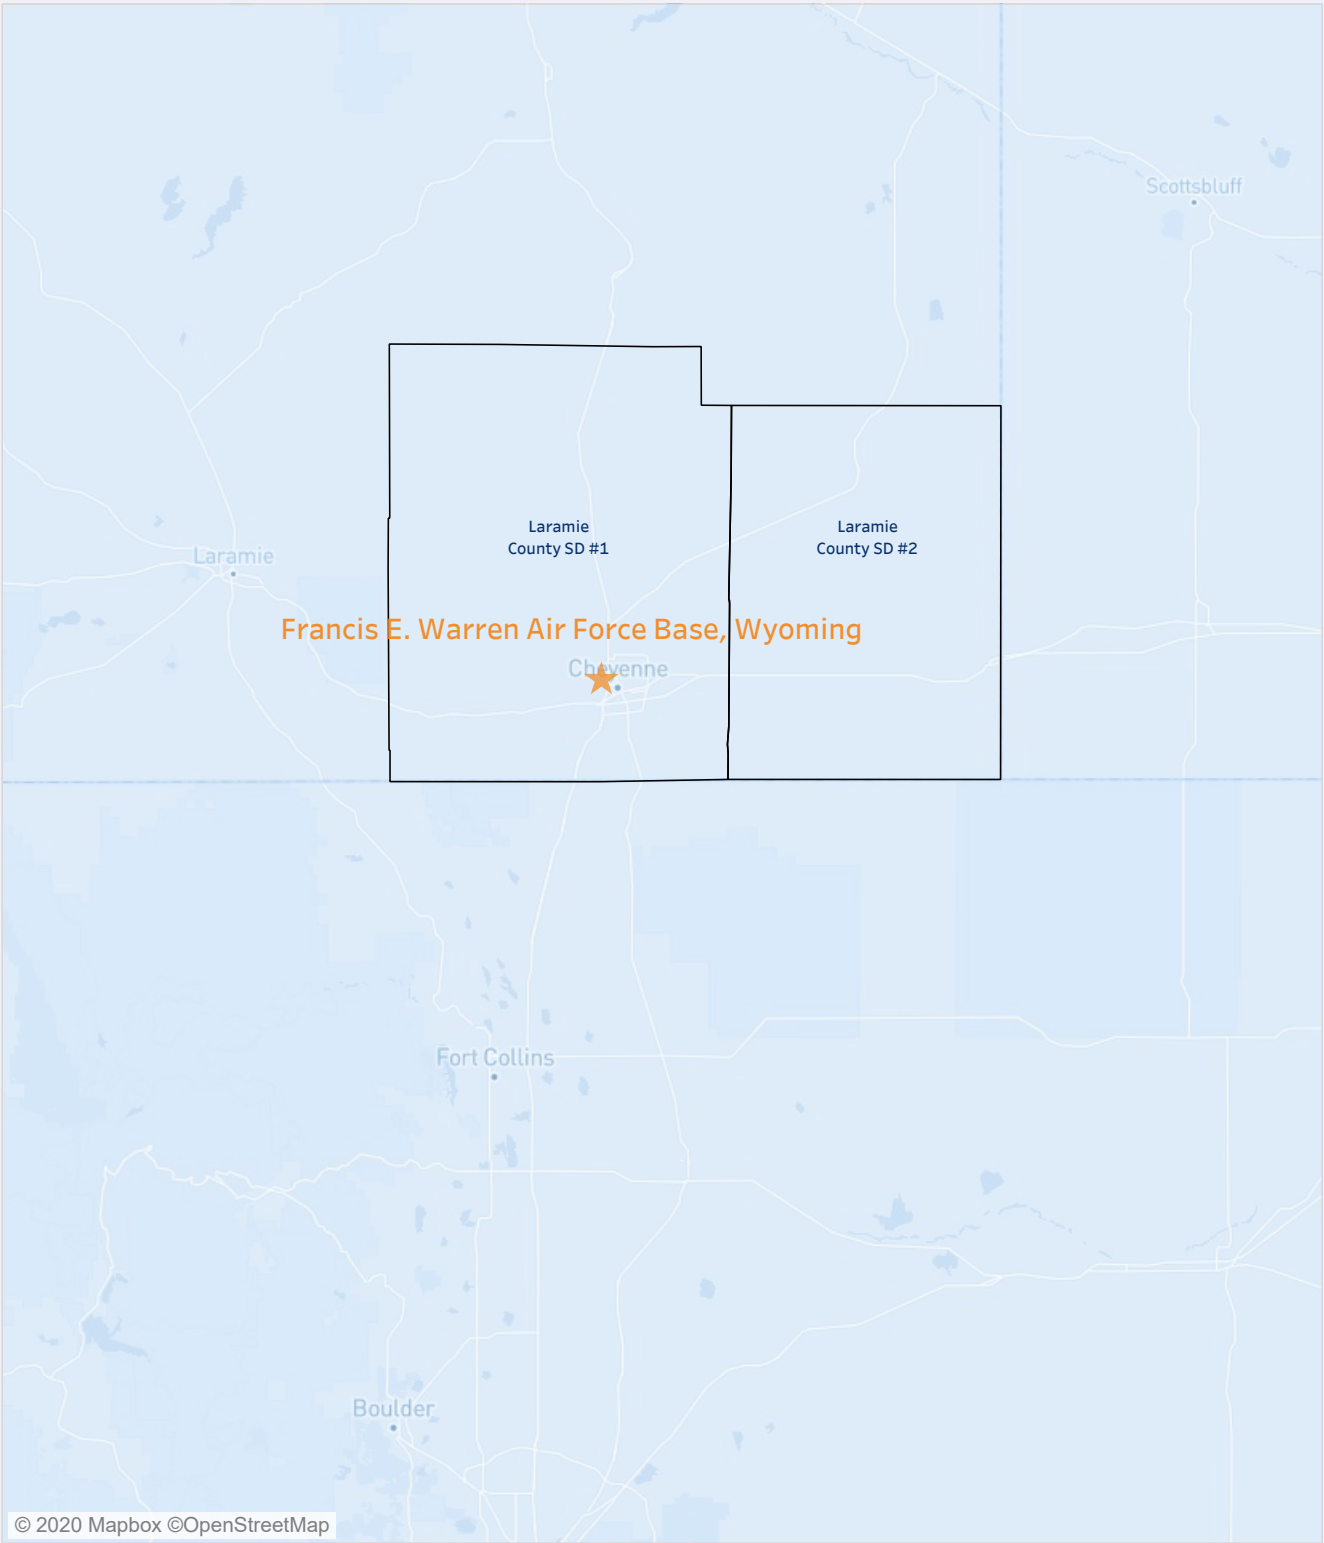 Scottsbluff
Laramie
County SD #1
Laramie
County SD #2
Laramie
Francis E. Warren Air Force Base, Wyoming
Cheyenne
Fort Collins
Boulder
© 2020 Mapbox ©OpenStreetMap